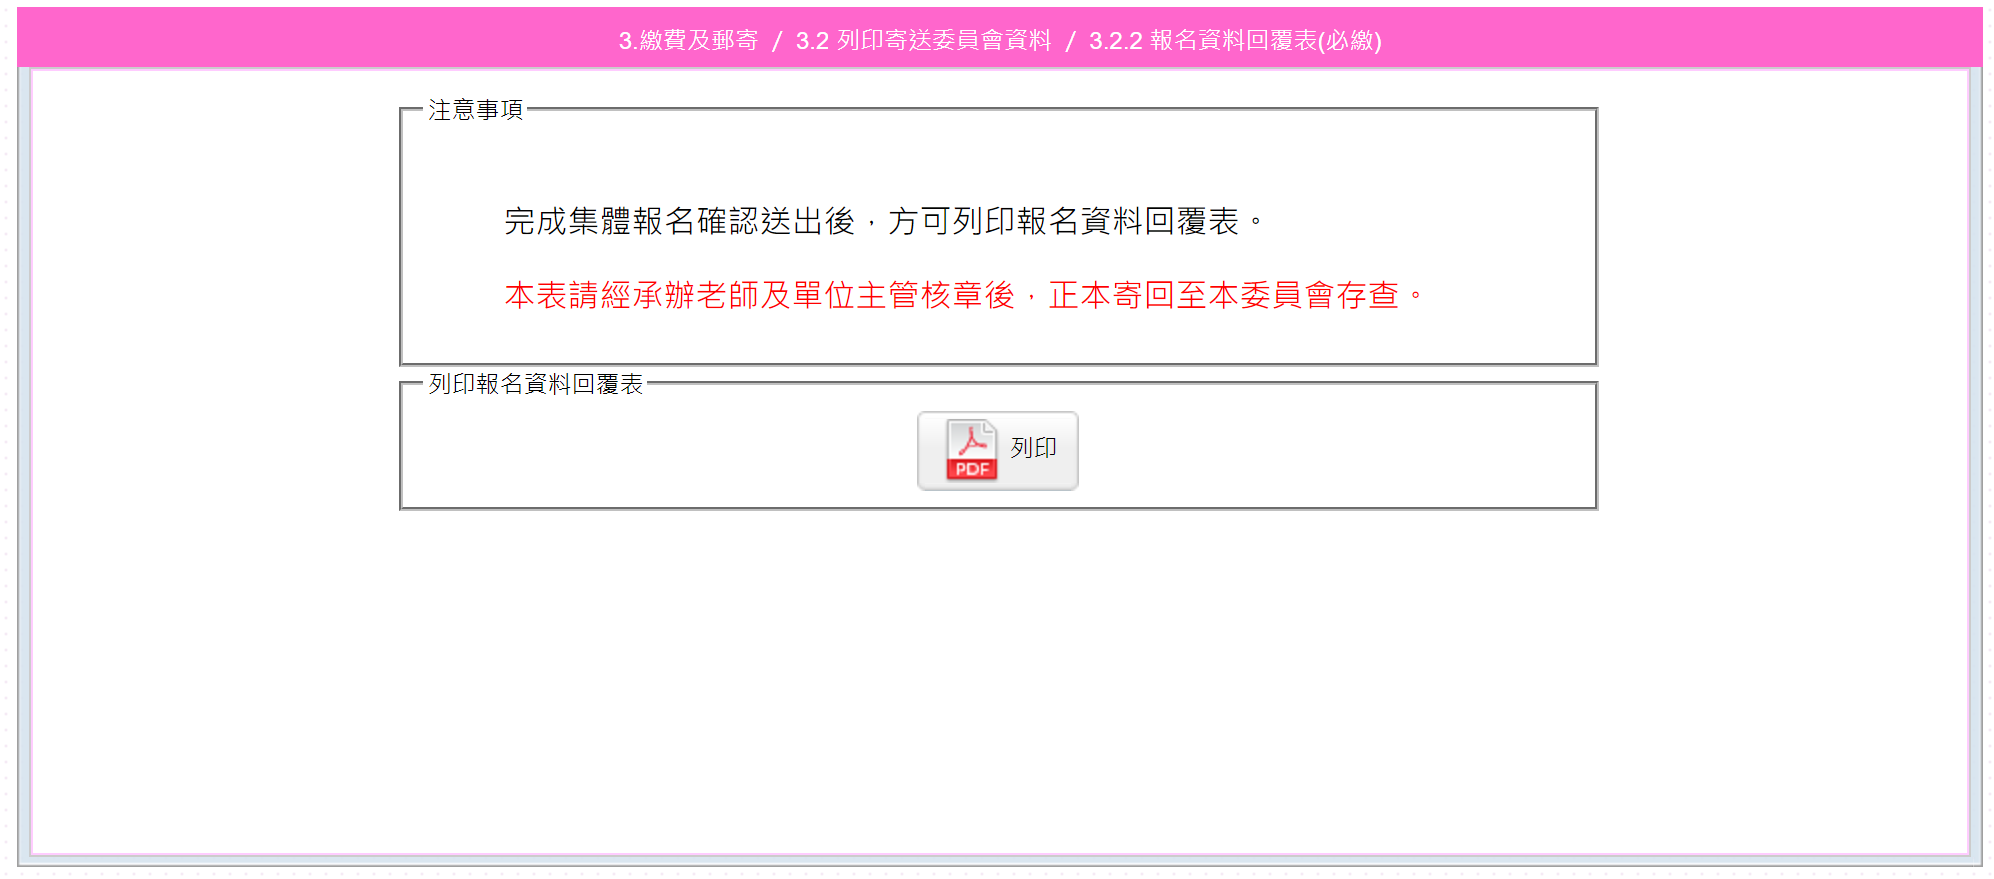 3.繳費及郵寄 / 3.2 列印寄送委員會資料 / 3.2.2 報名資料回覆表(必繳)
注意事項
完成集體報名確認送出後，方可列印報名資料回覆表。
本表請經承辦老師及單位主管核章後，正本寄回至本委員會存查。
列印報名資料回覆表
PDF 列印